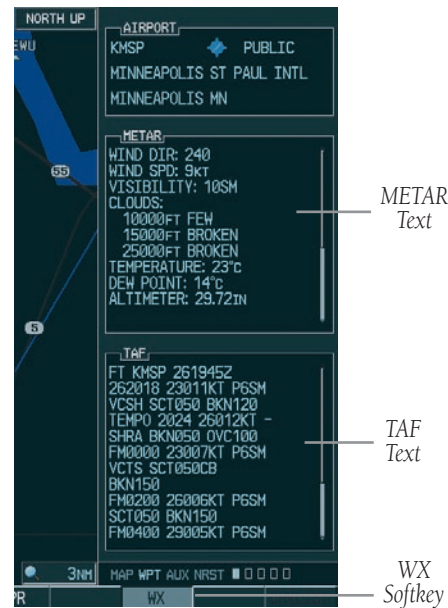 NORTH UP
EWU
55
5
3NM
AIRPORT
KMSP PUBLIC
MINNEAPOLIS ST PAUL INTL
MINNEAPOLIS MN
METAR
WIND DIR: 240
WIND SPD: 9KT
VISIBILITY: 10SM
CLOUDS:
10000FT FEW
15000FT BROKEN
25000FT BROKEN
TEMPERATURE: 23°C
DEW POINT: 14°C
ALTIMETER: 29.72IN
METAR
Text
TAF
FT KMSP 261945Z
262018 23011KT P6SM
VCSH SCT050 BKN120
TEMPO 2024 26012KT -
SHRA BKN050 OVC100
FM0000 23007KT P6SM
VCTS SCT050CB
BKN150
FM0200 26006KT P6SM
SCT050 BKN150
FM0400 29005KT P6SM
TAF
Text
MAP WPT AUX NRST
PR
WX
WX
Softkey